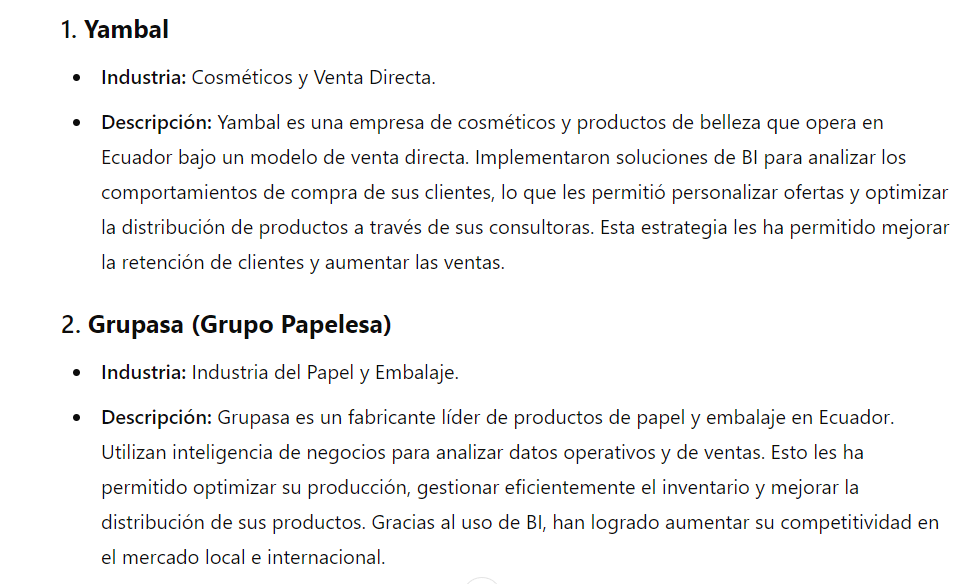 1. Yambal
• Industria: Cosméticos y Venta Directa.
• Descripción: Yambal es una empresa de cosméticos y productos de belleza que opera en
Ecuador bajo un modelo de venta directa. Implementaron soluciones de BI para analizar los
comportamientos de compra de sus clientes, lo que les permitió personalizar ofertas y optimizar
la distribución de productos a través de sus consultoras. Esta estrategia les ha permitido mejorar
la retención de clientes y aumentar las ventas.
2. Grupasa (Grupo Papelesa)
• Industria: Industria del Papel y Embalaje.
• Descripción: Grupasa es un fabricante líder de productos de papel y embalaje en Ecuador.
Utilizan inteligencia de negocios para analizar datos operativos y de ventas. Esto les ha
permitido optimizar su producción, gestionar eficientemente el inventario y mejorar la
distribución de sus productos. Gracias al uso de BI, han logrado aumentar su competitividad en
el mercado local e internacional.